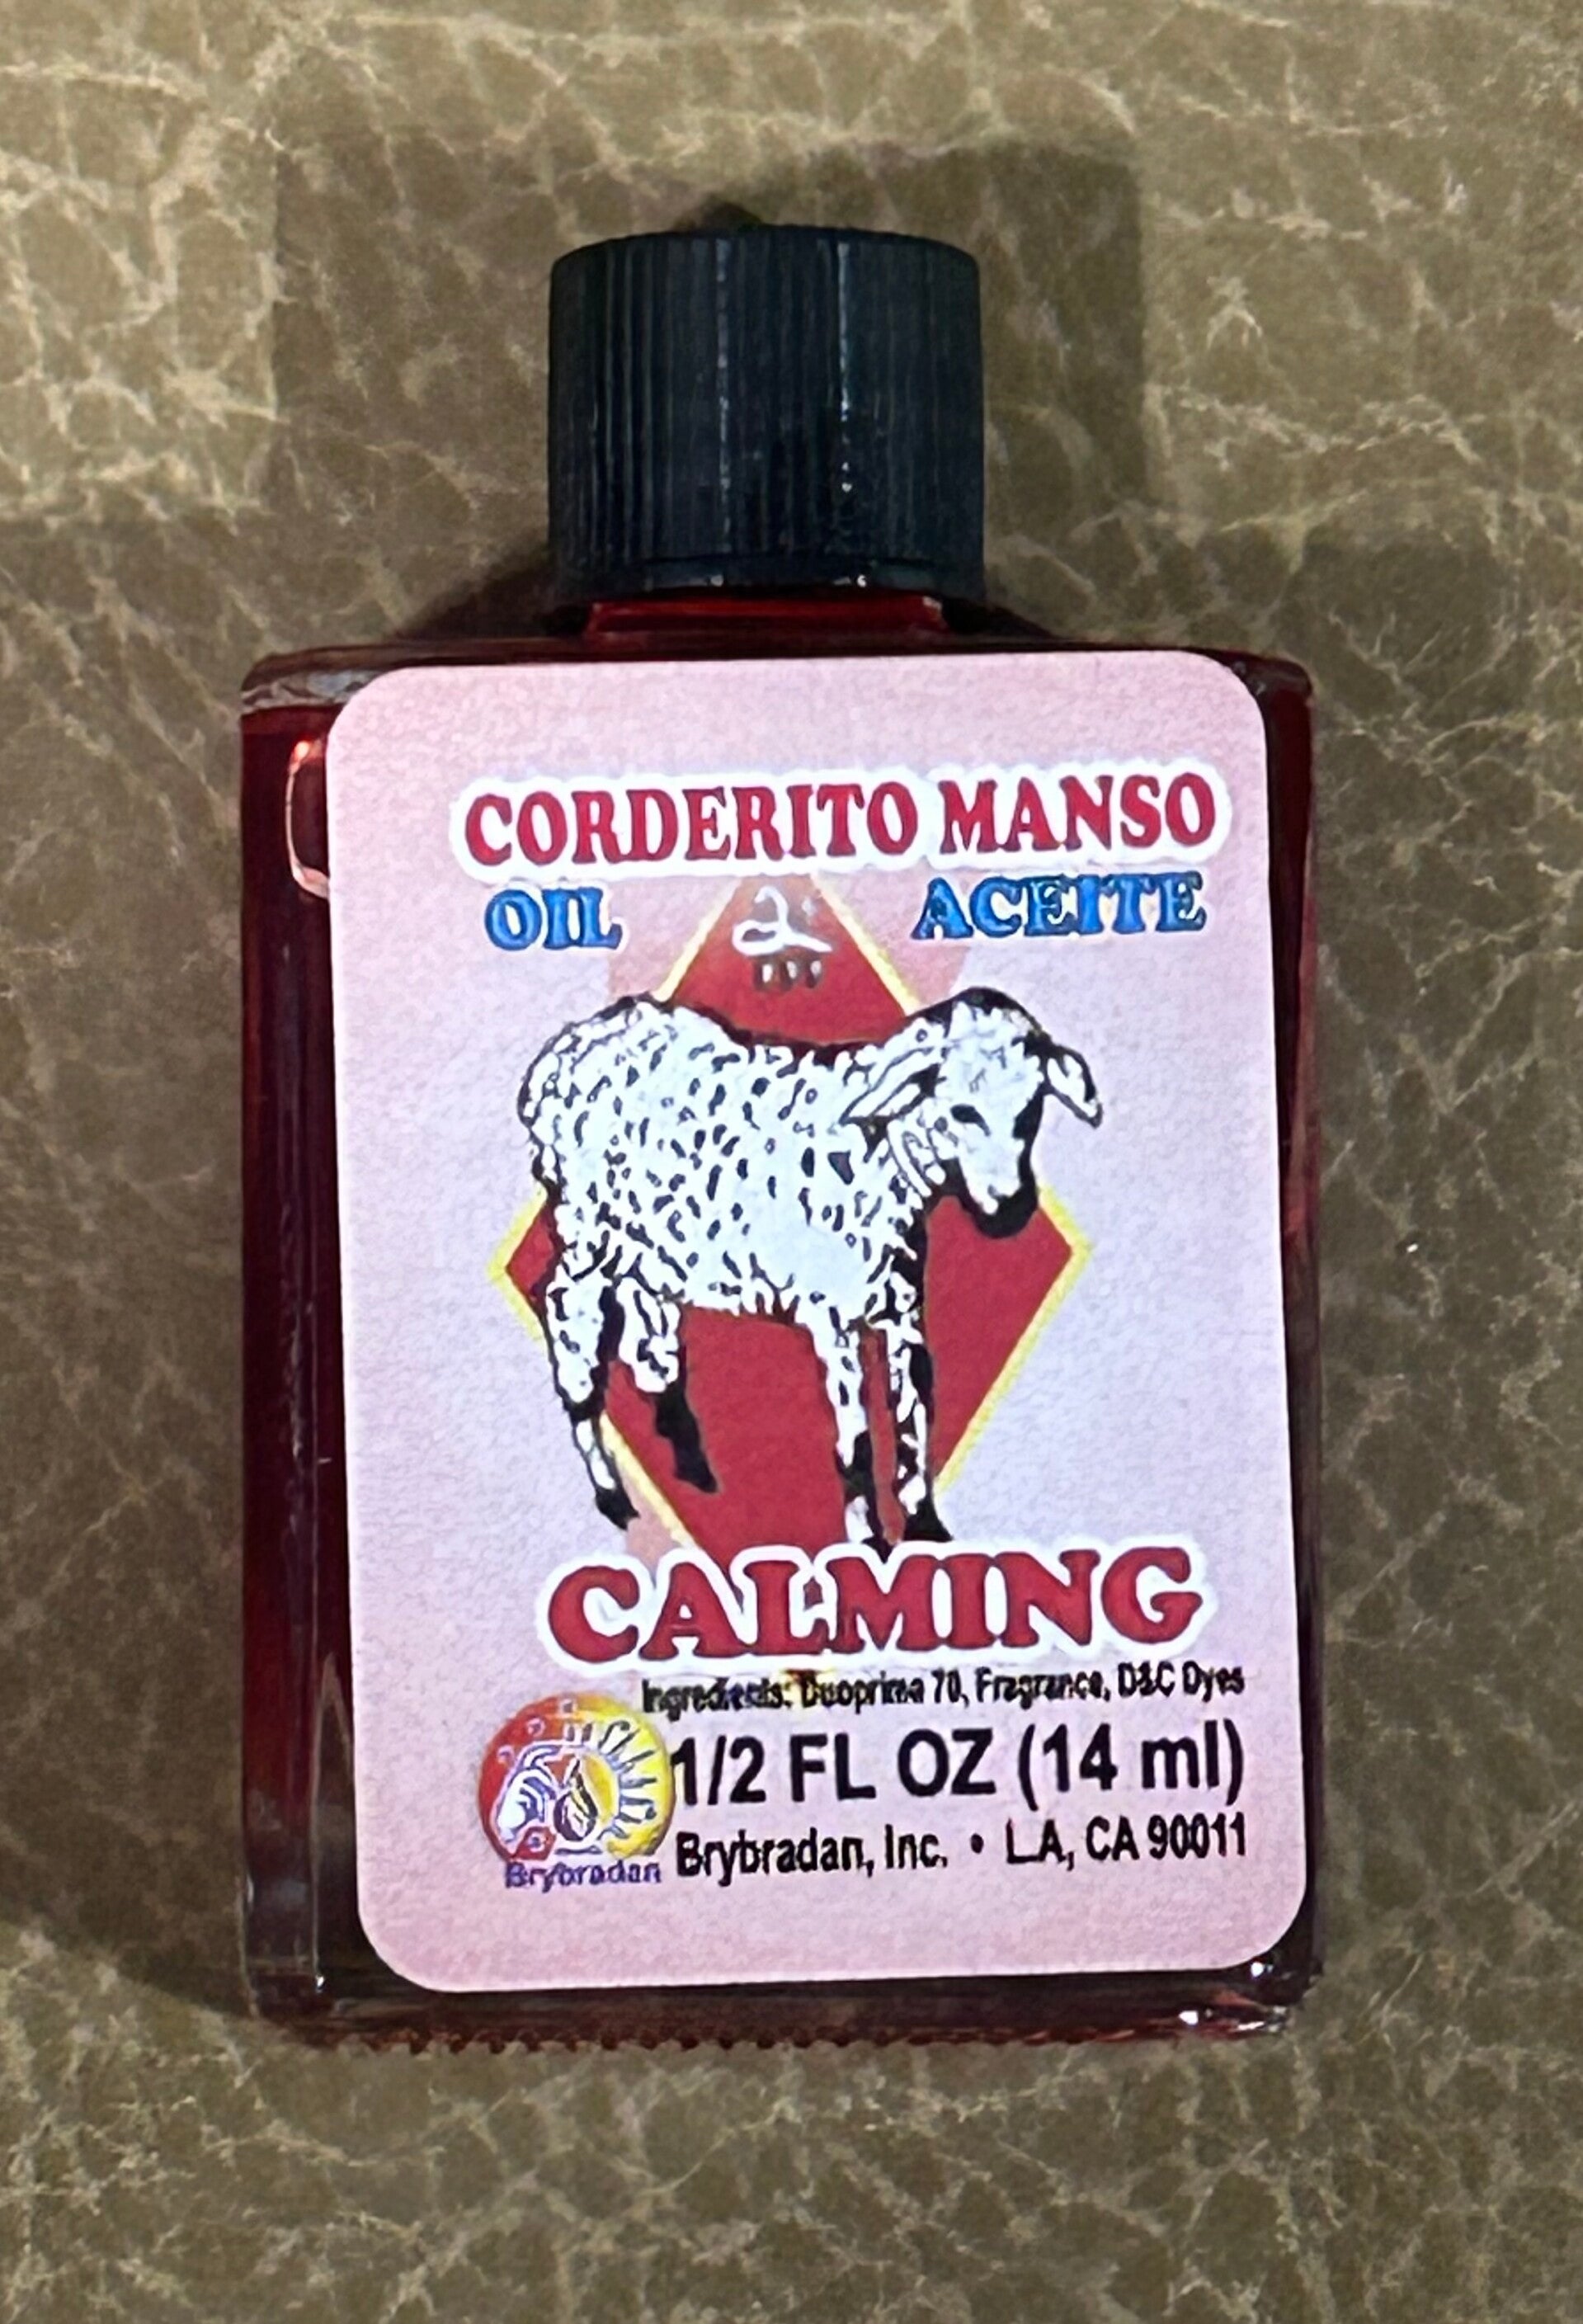 CORDERITO MANSO
OIL ACEITE
CALMING
Ingredients: Duoprima 70, Fragrance, D&C Dyes
1/2 FL OZ (14 ml)
Brybradan, Inc. • LA, CA 90011
Brybradan